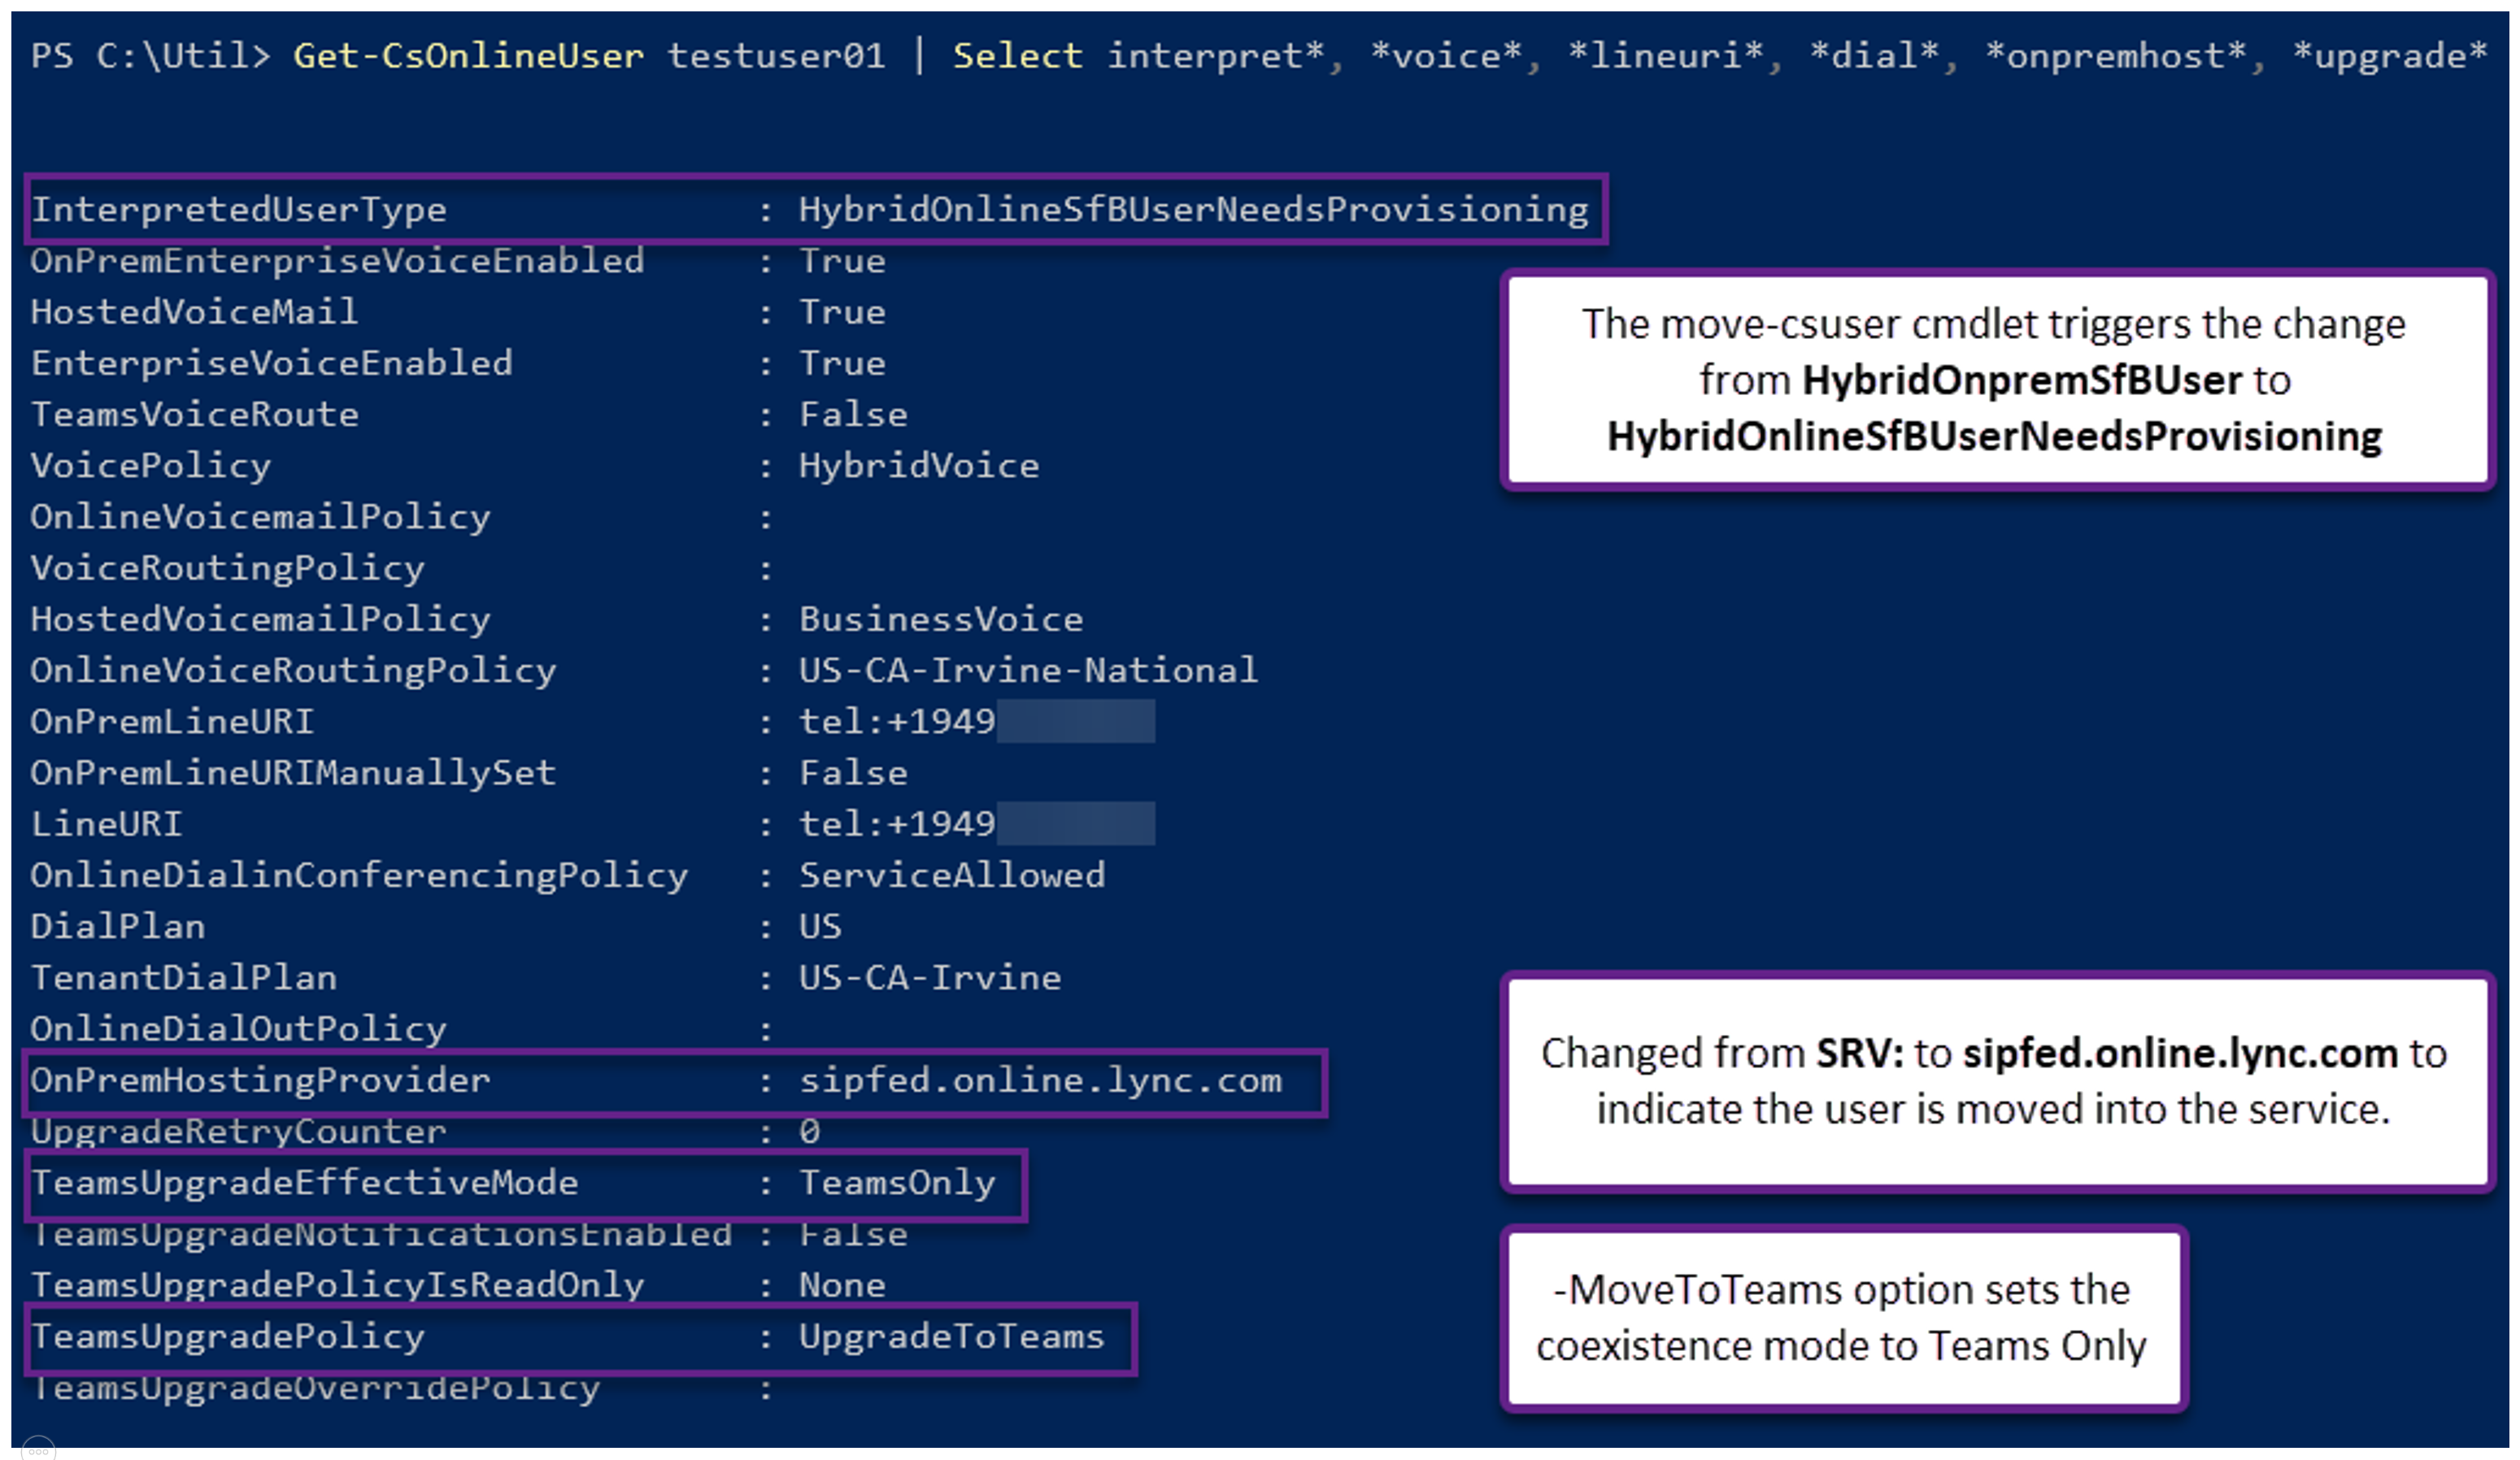 PS C:\Util> Get-CsOnlineUser testuser01 | Select interpret*, *voice*, *lineuri*, *dial*, *onpremhost*, *upgrade*
InterpretedUserType : HybridOnlineSfBUserNeedsProvisioning
OnPremEnterpriseVoiceEnabled : True
HostedVoiceMail : True
EnterpriseVoiceEnabled : True
TeamsVoiceRoute : False
VoicePolicy : HybridVoice
OnlineVoicemailPolicy :
VoiceRoutingPolicy :
HostedVoicemailPolicy : BusinessVoice
OnlineVoiceRoutingPolicy : US-CA-Irvine-National
OnPremLineURI : tel:+1949
OnPremLineURIManuallySet : False
LineURI : tel:+1949
OnlineDialinConferencingPolicy : ServiceAllowed
DialPlan : US
TenantDialPlan : US-CA-Irvine
OnlineDialOutPolicy :
OnPremHostingProvider : sipfed.online.lync.com
UpgradeRetryCounter : 0
TeamsUpgradeEffectiveMode : TeamsOnly
TeamsUpgradeNotificationsEnabled : False
TeamsUpgradePolicyIsReadOnly : None
TeamsUpgradePolicy : UpgradeToTeams
TeamsUpgradeOverridePolicy :
The move-csuser cmdlet triggers the change
from HybridOnpremSfBUser to
HybridOnlineSfBUserNeedsProvisioning
Changed from SRV: to sipfed.online.lync.com to
indicate the user is moved into the service.
-MoveToTeams option sets the
coexistence mode to Teams Only